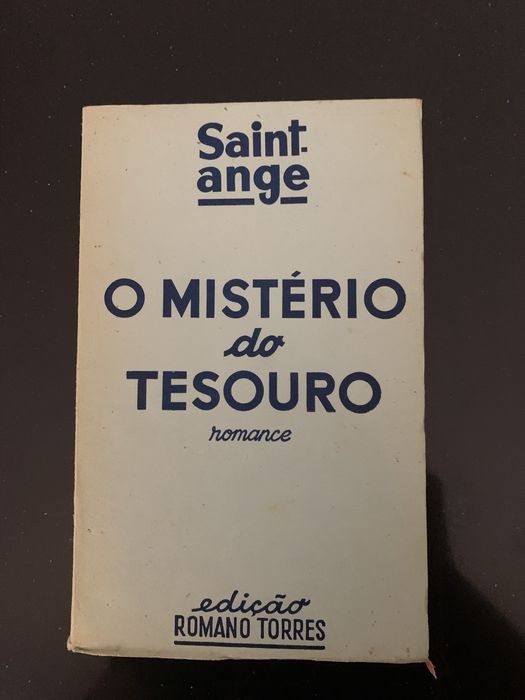 Saint-
ange
O MISTÉRIO
do
TESOURO
romance
edição
ROMANO TORRES